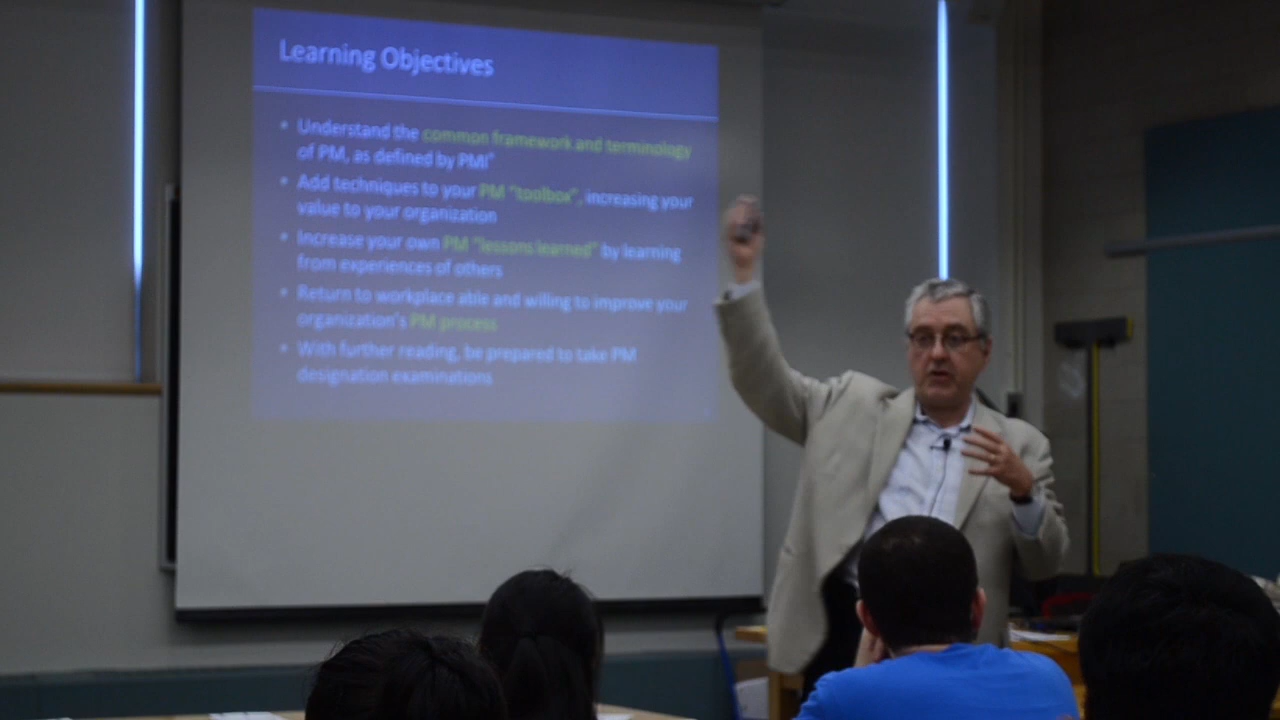 Learning Objectives
• Understand the common framework and terminology
of PM, as defined by PMI®
• Add techniques to your PM "toolbox", increasing your
value to your organization
• Increase your own PM "lessons learned" by learning
from experiences of others
• Return to workplace able and willing to improve your
organization's PM process
• With further reading, be prepared to take PM
designation examinations